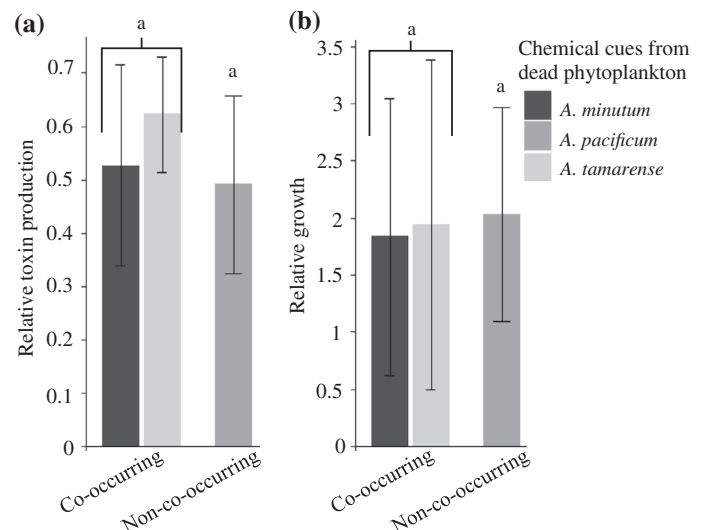 (a)
a
a
0.7
0.6
0.5
0.4
0.3
0.2
0.1
0
Relative toxin production
Co-occurring
Non-co-occurring
(b)
a
a
3.5
3
2.5
2
1.5
1
0.5
0
Relative growth
Co-occurring
Non-co-occurring
Chemical cues from
dead phytoplankton
A. minutum
A. pacificum
A. tamarense